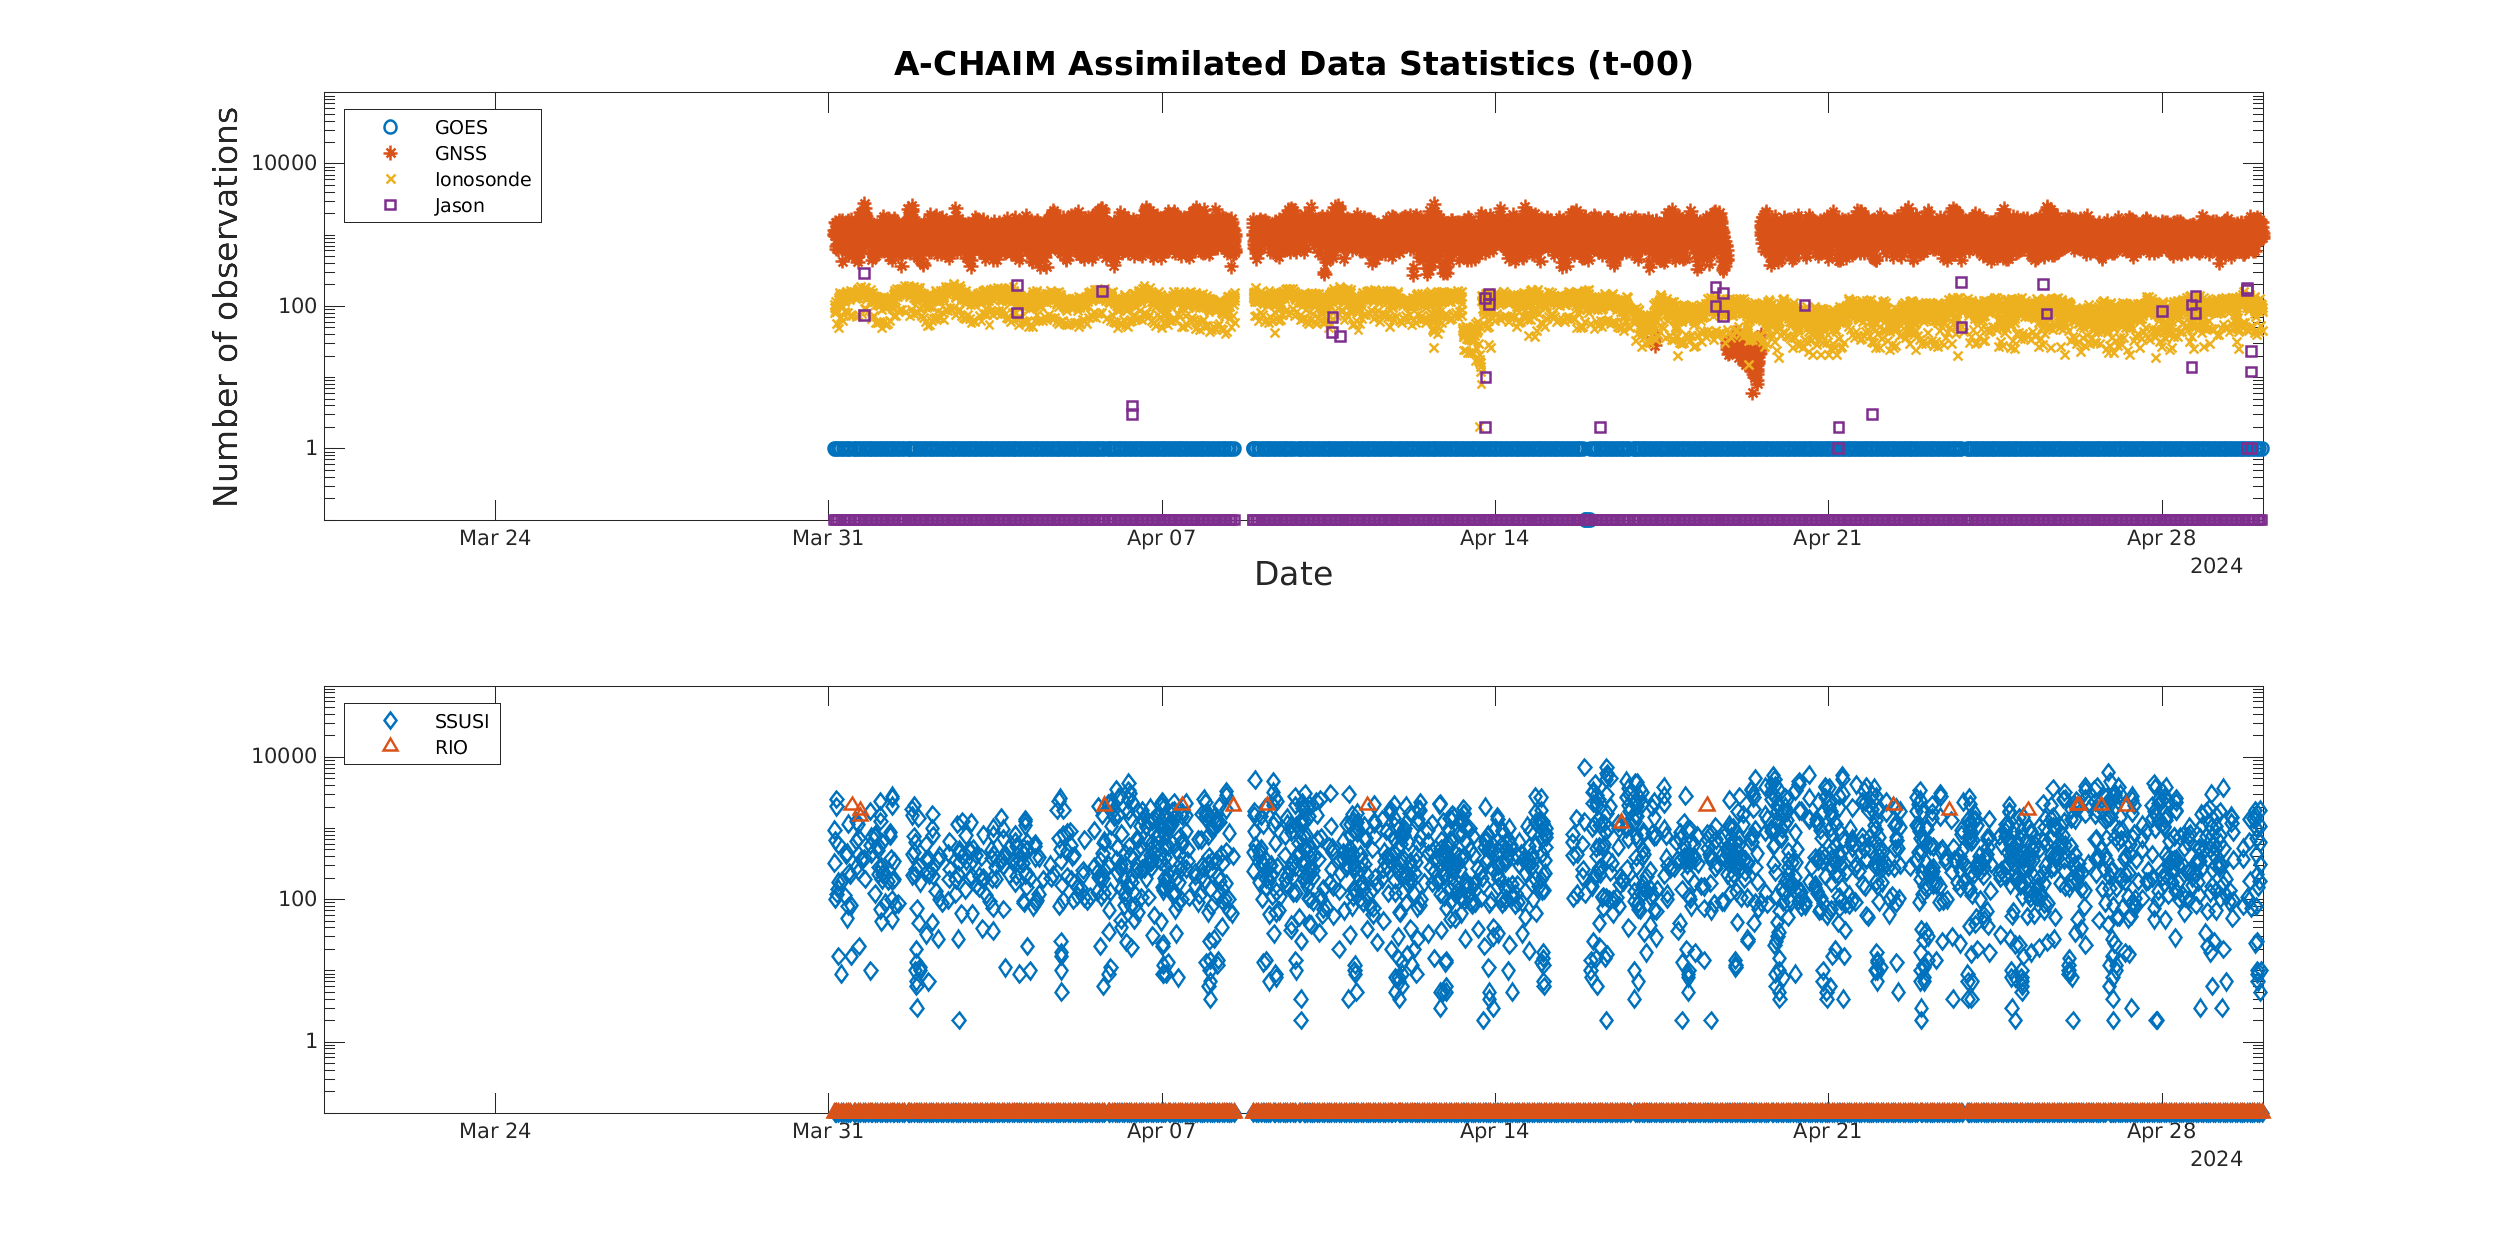 A-CHAIM Assimilated Data Statistics (t-00)
Number of observations
GOES
GNSS
Ionosonde
Jason
10000
100
1
Mar 24 Mar 31 Apr 07 Apr 14 Apr 21 Apr 28
2024
Date
SSUSI
RIO
10000
100
1
Mar 24 Mar 31 Apr 07 Apr 14 Apr 21 Apr 28
2024